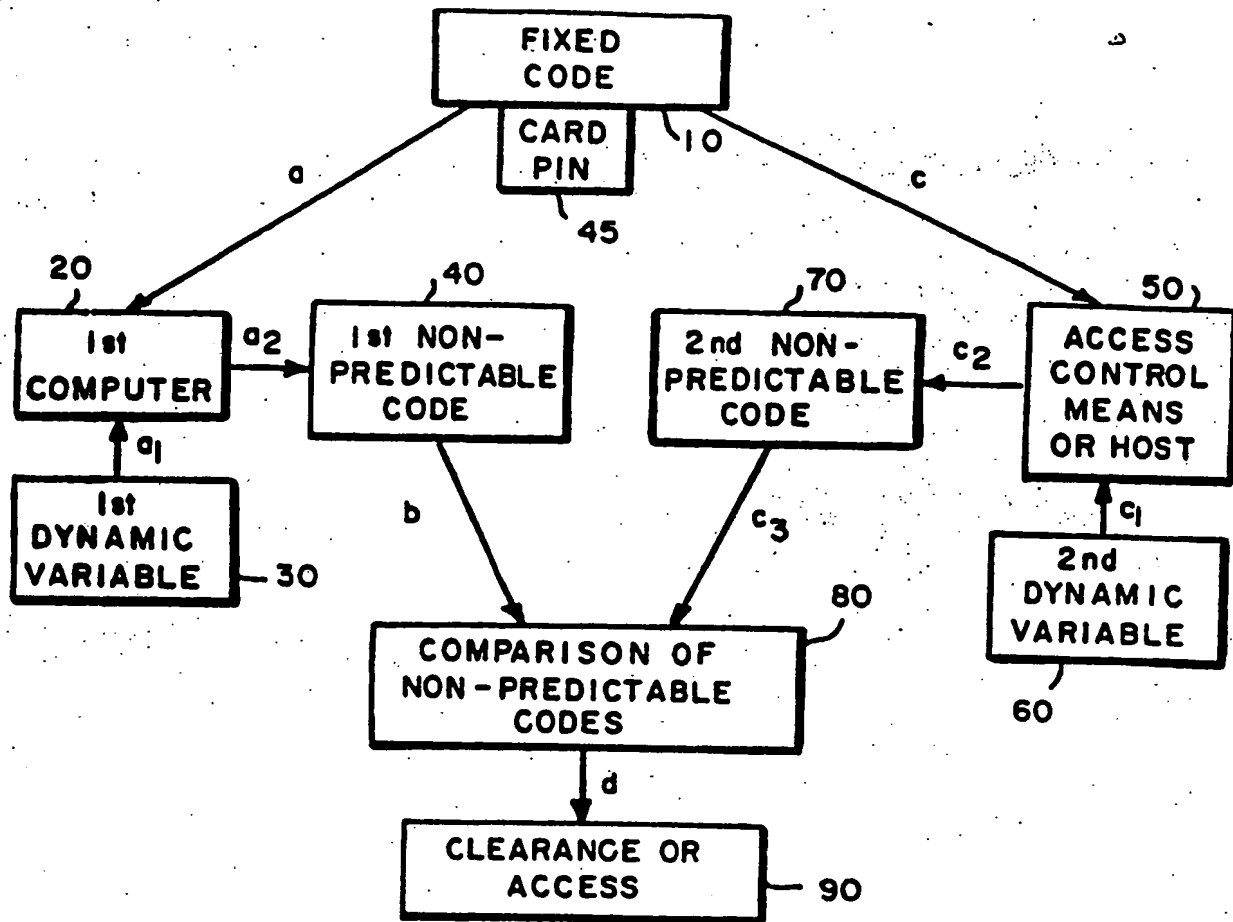 FIXED
CODE
10
CARD
PIN
45
a
c
20
1st
COMPUTER
a2
40
1st NON-
PREDICTABLE
CODE
70
2nd NON-
PREDICTABLE
CODE
c2
50
ACCESS
CONTROL
MEANS
OR HOST
a1
1st
DYNAMIC
VARIABLE
30
b
c3
c1
2nd
DYNAMIC
VARIABLE
60
80
COMPARISON OF
NON-PREDICTABLE
CODES
d
CLEARANCE OR
ACCESS
90